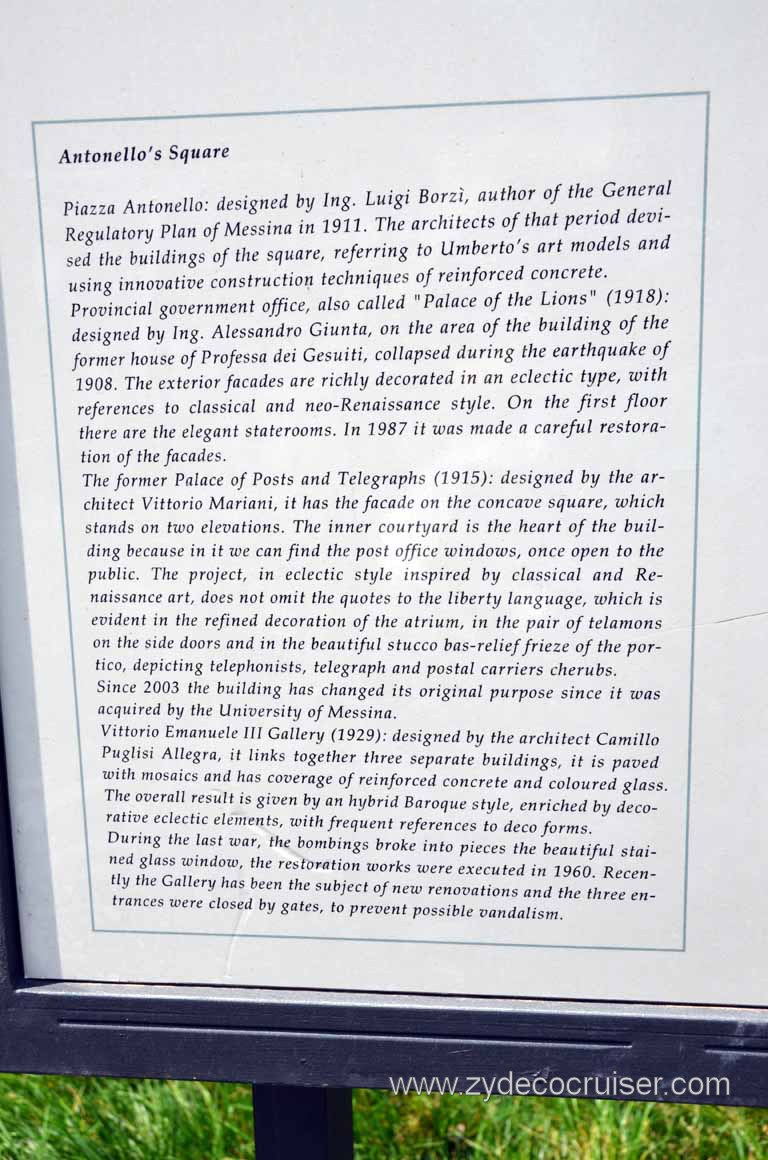 Antonello's Square
Piazza Antonello: designed by Ing. Luigi Borzì, author of the General
Regulatory Plan of Messina in 1911. The architects of that period devi-
sed the buildings of the square, referring to Umberto's art models and
using innovative construction techniques of reinforced concrete.
Provincial government office, also called "Palace of the Lions" (1918):
designed by Ing. Alessandro Giunta, on the area of the building of the
former house of Professa dei Gesuiti, collapsed during the earthquake of
1908. The exterior facades are richly decorated in an eclectic type, with
references to classical and neo-Renaissance style. On the first floor
there are the elegant staterooms. In 1987 it was made a careful restora-
tion of the facades.
The former Palace of Posts and Telegraphs (1915): designed by the ar-
chitect Vittorio Mariani, it has the facade on the concave square, which
stands on two elevations. The inner courtyard is the heart of the buil-
ding because in it we can find the post office windows, once open to the
public. The project, in eclectic style inspired by classical and Re-
naissance art, does not omit the quotes to the liberty language, which is
evident in the refined decoration of the atrium, in the pair of telamons
on the side doors and in the beautiful stucco bas-relief frieze of the por-
tico, depicting telephonists, telegraph and postal carriers cherubs.
Since 2003 the building has changed its original purpose since it was
acquired by the University of Messina.
Vittorio Emanuele III Gallery (1929): designed by the architect Camillo
Puglisi Allegra, it links together three separate buildings, it is paved
with mosaics and has coverage of reinforced concrete and coloured glass.
The overall result is given by an hybrid Baroque style, enriched by deco-
rative eclectic elements, with frequent references to deco forms.
During the last war, the bombings broke into pieces the beautiful stai-
ned glass window, the restoration works were executed in 1960. Recen-
tly the Gallery has been the subject of new renovations and the three en-
trances were closed by gates, to prevent possible vandalism.
www.zydecocruiser.com